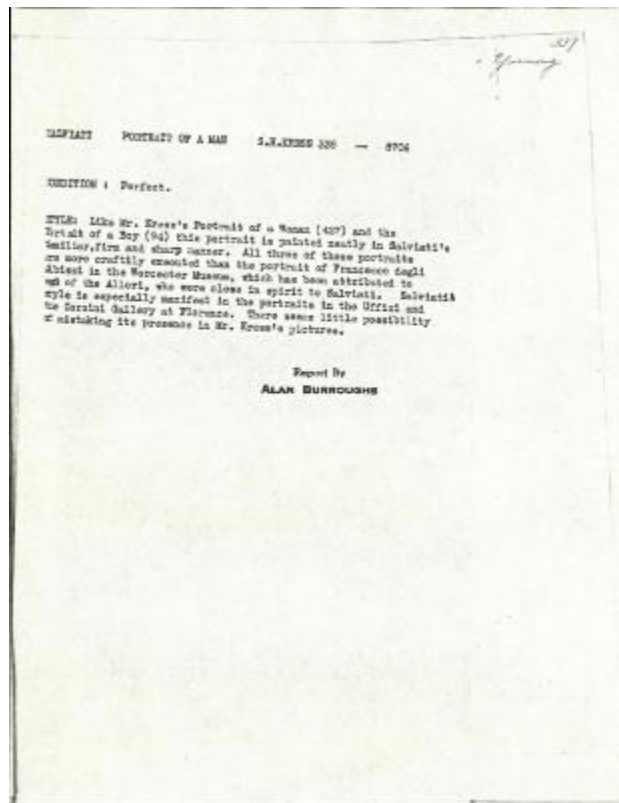 339
SALVIATI PORTRAIT OF A MAN S.H.KRESS 339 — 8706
CONDITION : Perfect.
STYLE: Like Mr. Kress's Portrait of a Woman (427) and the
Portait of a Boy (94) this portrait is painted neatly in Salviati's
familiar,firm and sharp manner. All three of these portraits
are more craftily executed than the portrait of Francesco degli
Albizi in the Worcester Museum, which has been attributed to
of the Allori, who were close in spirit to Salviati. Salviati's
style is especially manifest in the portraits in the Uffizi and
the Corsini Gallery at Florence. There seems little possibility
of mistaking its presence in Mr. Kress's pictures.
Report By
ALAN BURROUGHS